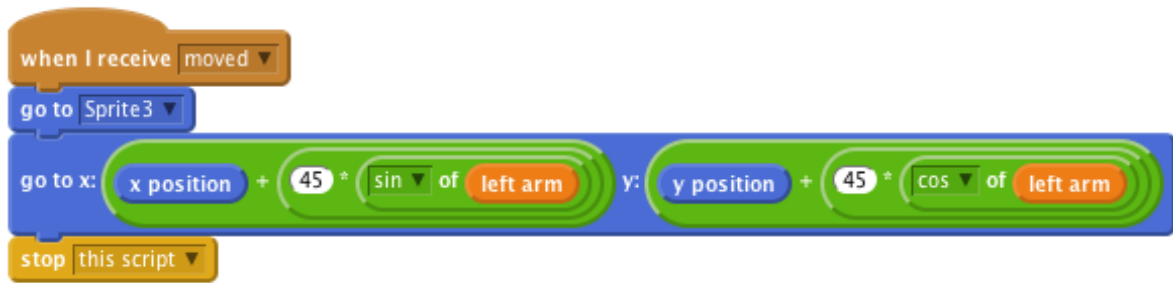 when I receive moved
go to Sprite3
go to x: x position + 45 * sin of left arm y: y position + 45 * cos of left arm
stop this script